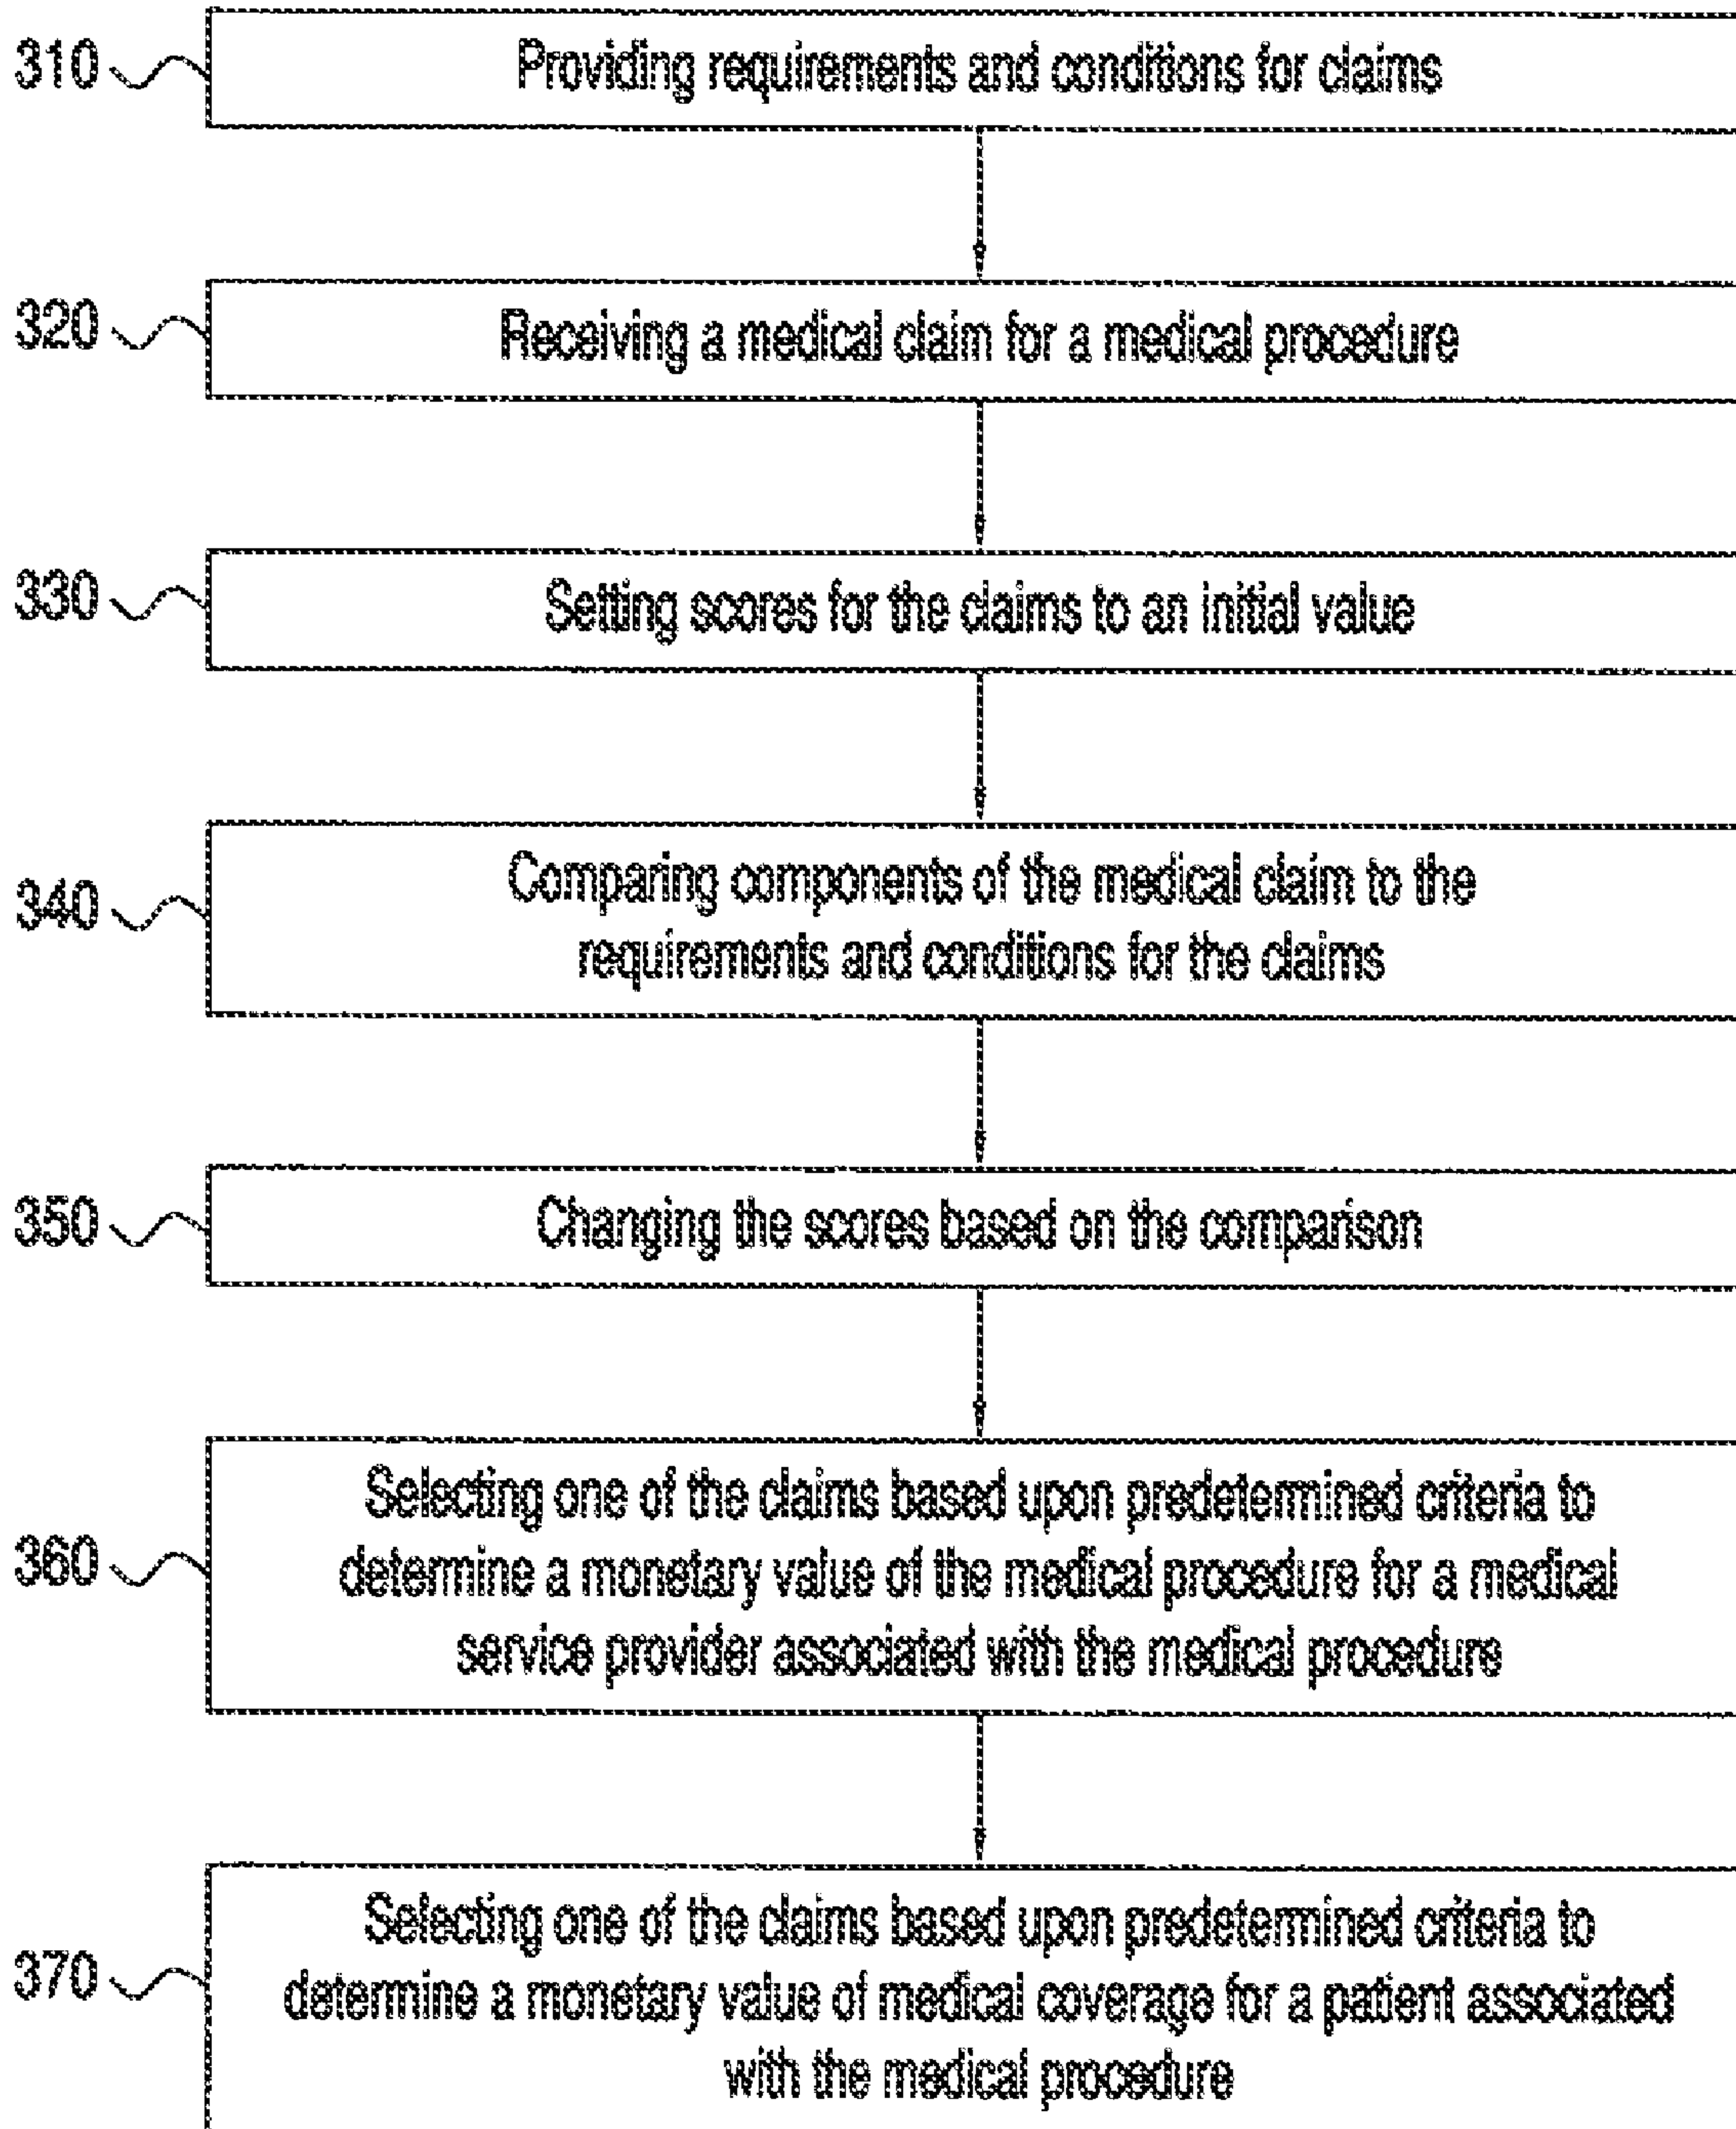 310
Providing requirements and conditions for claims
320
Receiving a medical claim for a medical procedure
330
Setting scores for the claims to an initial value
340
Comparing components of the medical claim to the
requirements and conditions for the claims
350
Changing the scores based on the comparison
360
Selecting one of the claims based upon predetermined criteria to
determine a monetary value of the medical procedure for a medical
service provider associated with the medical procedure
370
Selecting one of the claims based upon predetermined criteria to
determine a monetary value of medical coverage for a patient associated
with the medical procedure